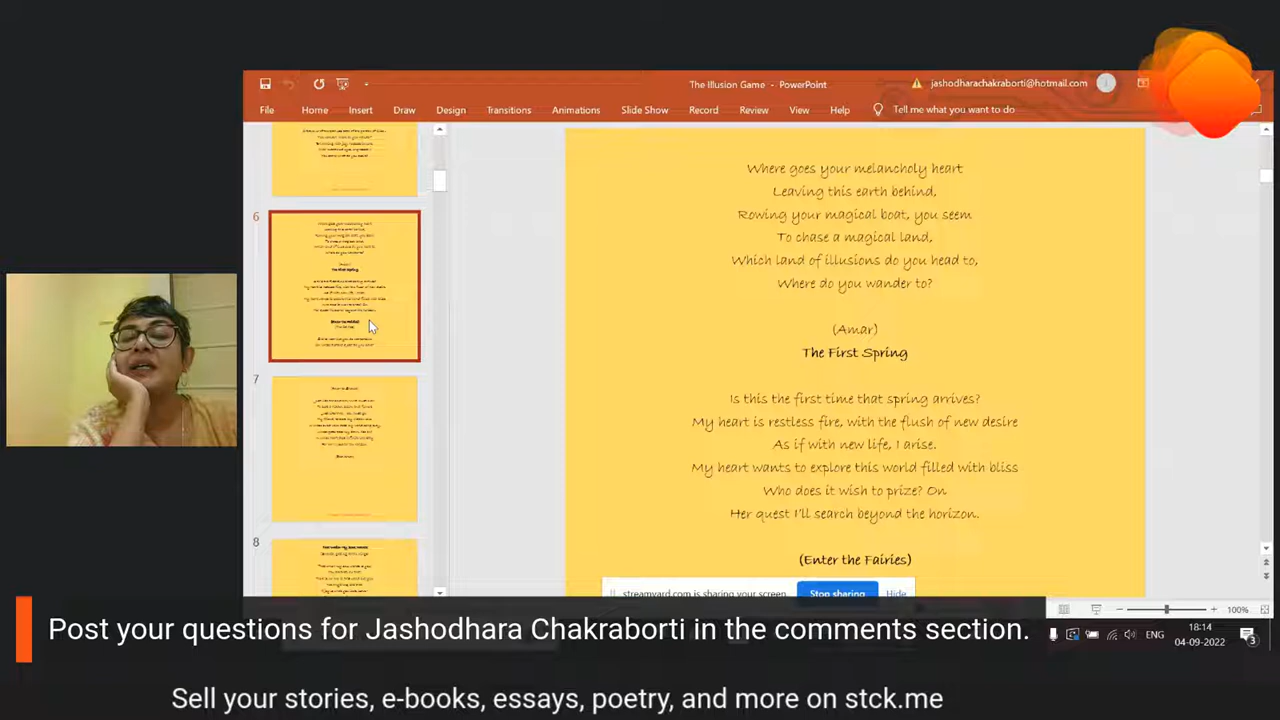 The Illusion Game - PowerPoint
jashodharachakraborti@hotmail.com
File Home Insert Draw Design Transitions Animations Slide Show Record Review View Help Tell me what you want to do
6
7
8
Where goes your melancholy heart
Leaving this earth behind,
Rowing your magical boat, you seem
To chase a magical land,
Which land of illusions do you head to,
Where do you wander to?
(Amar)
The First Spring
Is this the first time that spring arrives?
My heart is restless fire, with the flush of new desire
As if with new life, I arise.
My heart wants to explore this world filled with bliss
Who does it wish to prize? On
Her quest I'll search beyond the horizon.
(Enter the Fairies)
streamyard.com is sharing your screen. Stop sharing Hide
100%
ENG
18:14
04-09-2022
3
Post your questions for Jashodhara Chakraborti in the comments section.
Sell your stories, e-books, essays, poetry, and more on stck.me